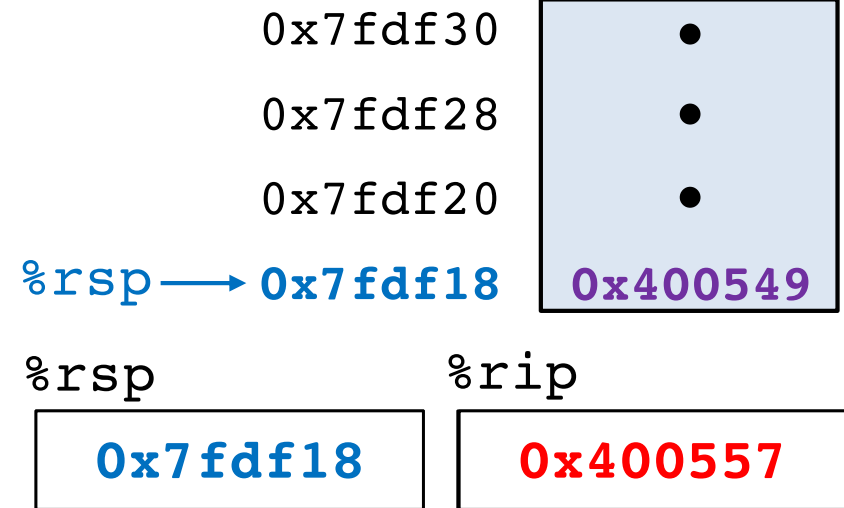 0x7fdf30 •
0x7fdf28 •
0x7fdf20 •
%rsp → 0x7fdf18 0x400549
%rsp %rip
0x7fdf18 0x400557